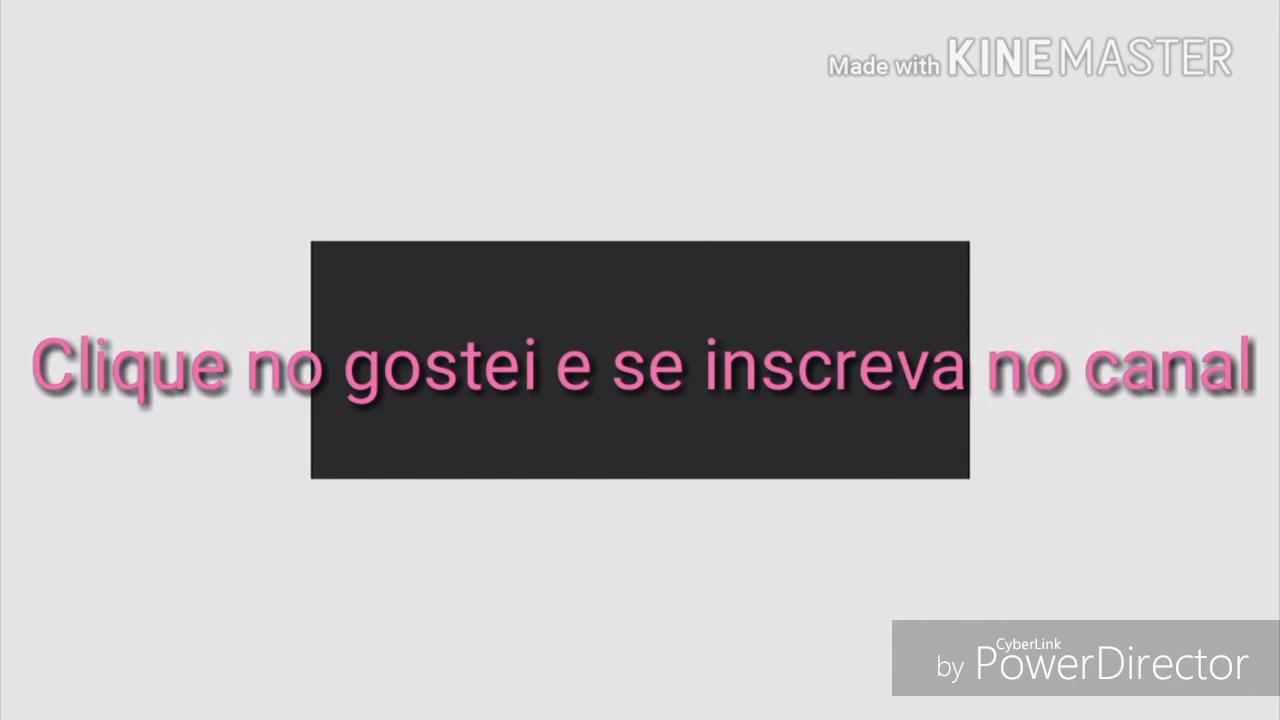 Made with KINEMASTER
Clique no gostei e se inscreva no canal
CyberLink
by PowerDirector